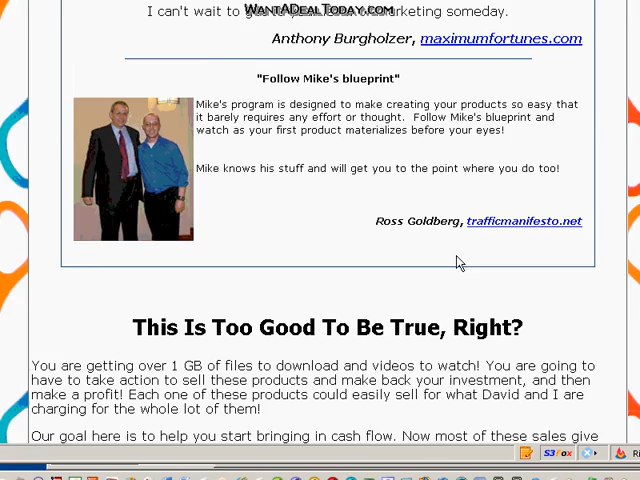 WANTADEALTODAY.COM
I can't wait to
marketing someday.
Anthony Burgholzer, maximumfortunes.com
"Follow Mike's blueprint"
Mike's program is designed to make creating your products so easy that
it barely requires any effort or thought. Follow Mike's blueprint and
watch as your first product materializes before your eyes!
Mike knows his stuff and will get you to the point where you do too!
Ross Goldberg, trafficmanifesto.net
This Is Too Good To Be True, Right?
You are getting over 1 GB of files to download and videos to watch! You are going to
have to take action to sell these products and make back your investment, and then
make a profit! Each one of these products could easily sell for what David and I are
charging for the whole lot of them!
Our goal here is to help you start bringing in cash flow. Now most of these sales give
S3Fox
Ri